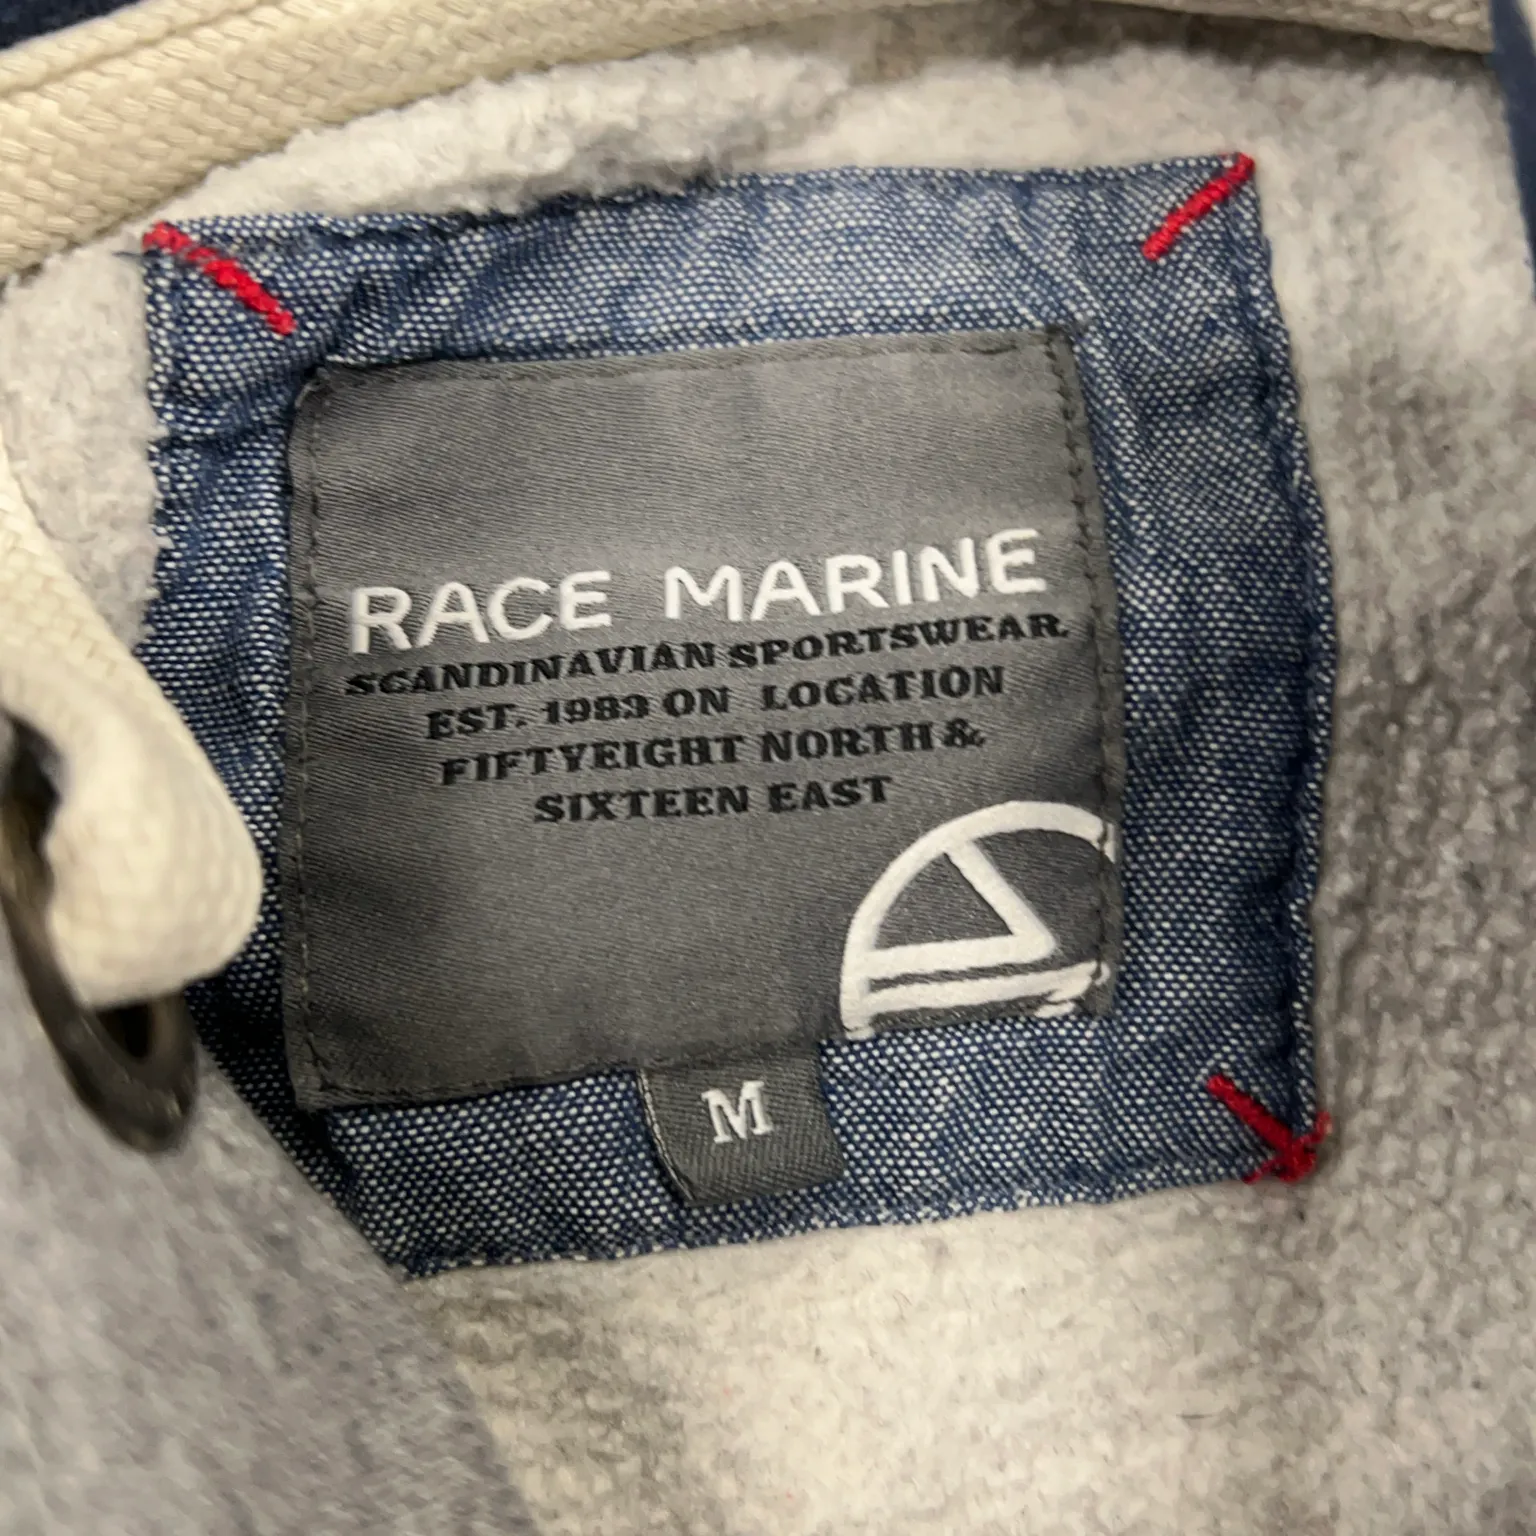 RACE MARINE
SCANDINAVIAN SPORTSWEAR.
EST. 1983 ON LOCATION
FIFTYEIGHT NORTH &
SIXTEEN EAST
M